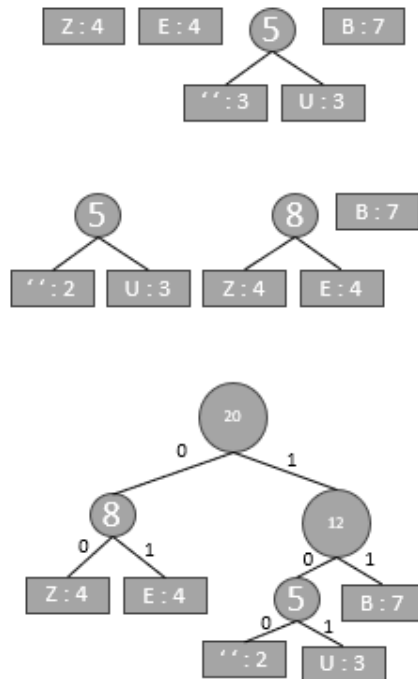 Z : 4 E : 4 5 B : 7
‘ ‘ : 3 U : 3
5 8 B : 7
‘ ‘ : 2 U : 3 Z : 4 E : 4
20
0 1
8 12
0 1 0 1
Z : 4 E : 4 5 B : 7
0 1
‘ ‘ : 2 U : 3